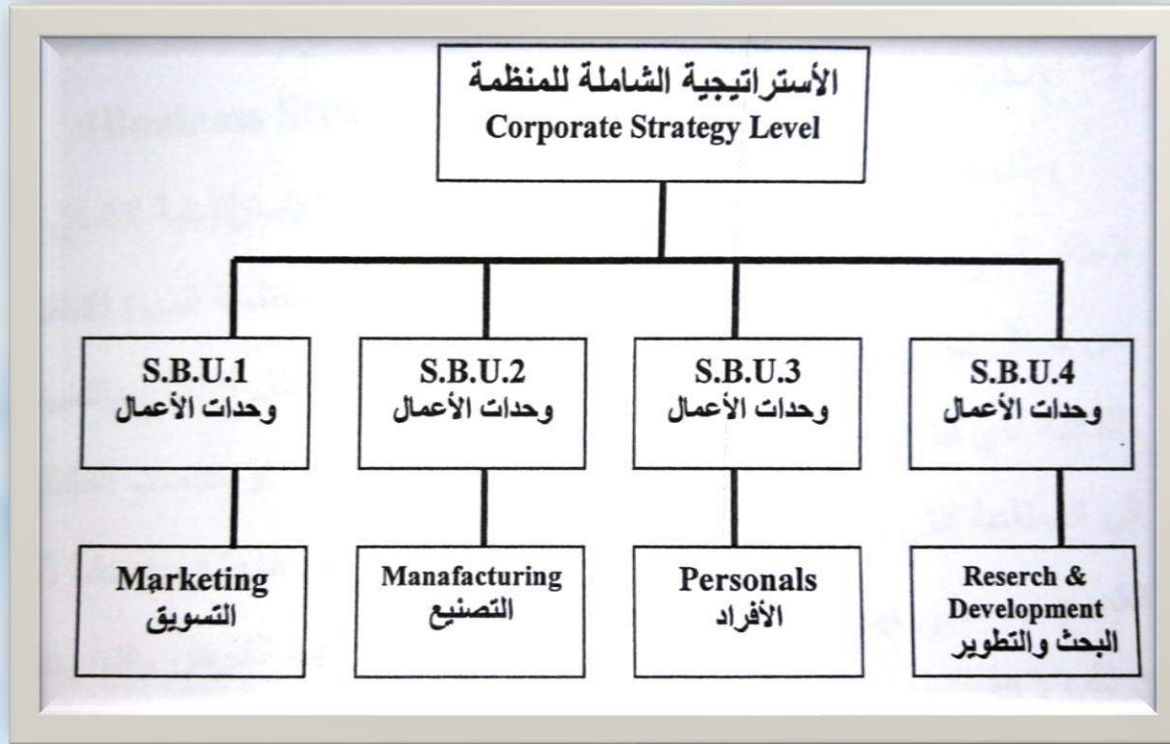 الأستراتيجية الشاملة للمنظمة
Corporate Strategy Level
S.B.U.1
وحدات الأعمال
S.B.U.2
وحدات الأعمال
S.B.U.3
وحدات الأعمال
S.B.U.4
وحدات الأعمال
Marketing
التسويق
Manafacturing
التصنيع
Personals
الأفراد
Reserch &
Development
البحث والتطوير